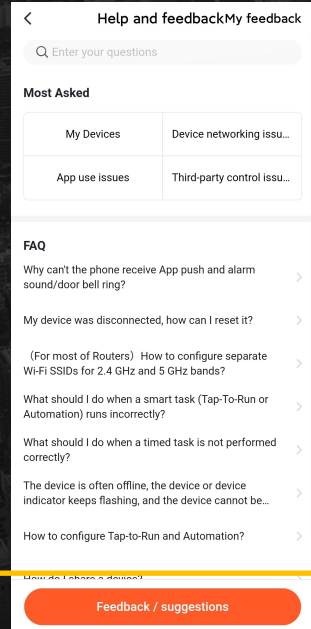 Help and feedback My feedback
Enter your questions
Most Asked
My Devices
Device networking issu...
App use issues
Third-party control issu...
FAQ
Why can't the phone receive App push and alarm
sound/door bell ring?
My device was disconnected, how can I reset it?
（For most of Routers）How to configure separate
Wi-Fi SSIDs for 2.4 GHz and 5 GHz bands?
What should I do when a smart task (Tap-To-Run or
Automation) runs incorrectly?
What should I do when a timed task is not performed
correctly?
The device is often offline, the device or device
indicator keeps flashing, and the device cannot be...
How to configure Tap-to-Run and Automation?
How do I share a device?
Feedback / suggestions